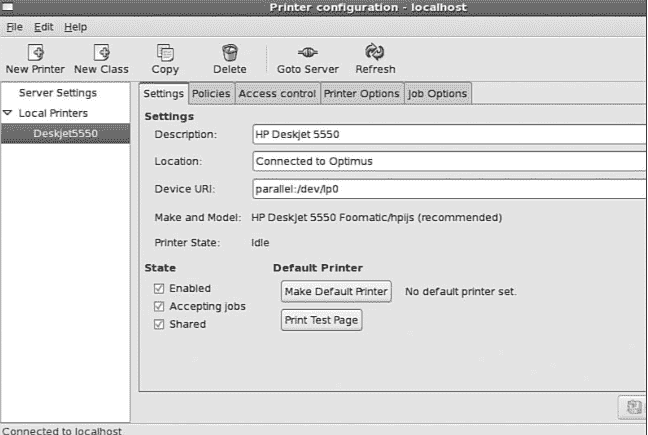 Printer configuration - localhost
File Edit Help
New Printer New Class Copy Delete Goto Server Refresh
Server Settings
Local Printers
Deskjet5550
Settings Policies Access control Printer Options Job Options
Settings
Description: HP Deskjet 5550
Location: Connected to Optimus
Device URI: parallel:/dev/lp0
Make and Model: HP Deskjet 5550 Foomatic/hpijs (recommended)
Printer State: Idle
State Default Printer
Enabled Make Default Printer No default printer set.
Accepting jobs
Shared Print Test Page
Connected to localhost